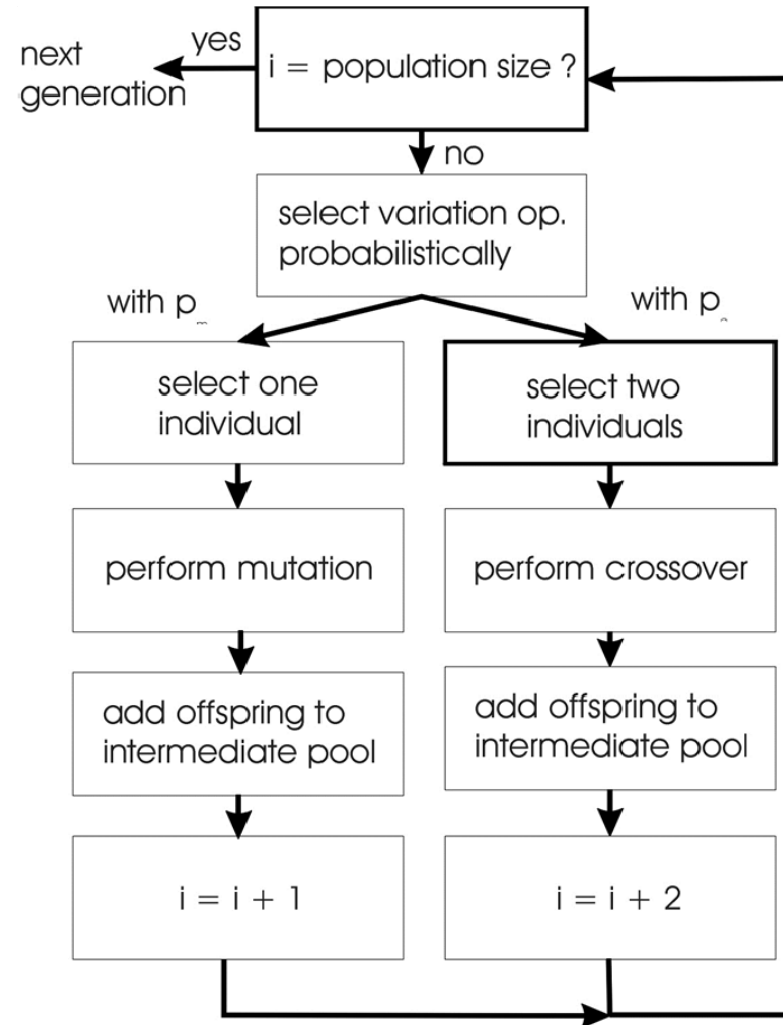 yes
next
generation
i = population size ?
no
select variation op.
probabilistically
with p
with p
select one
individual
select two
individuals
perform mutation
perform crossover
add offspring to
intermediate pool
add offspring to
intermediate pool
i = i + 1
i = i + 2